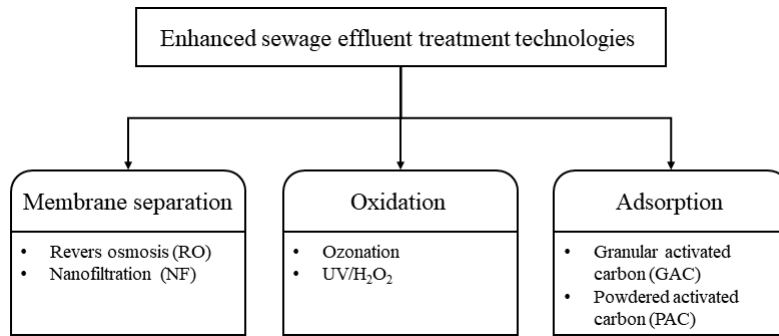 Enhanced sewage effluent treatment technologies
Membrane separation
• Revers osmosis (RO)
• Nanofiltration (NF)
Oxidation
• Ozonation
• UV/H₂O₂
Adsorption
• Granular activated
carbon (GAC)
• Powdered activated
carbon (PAC)